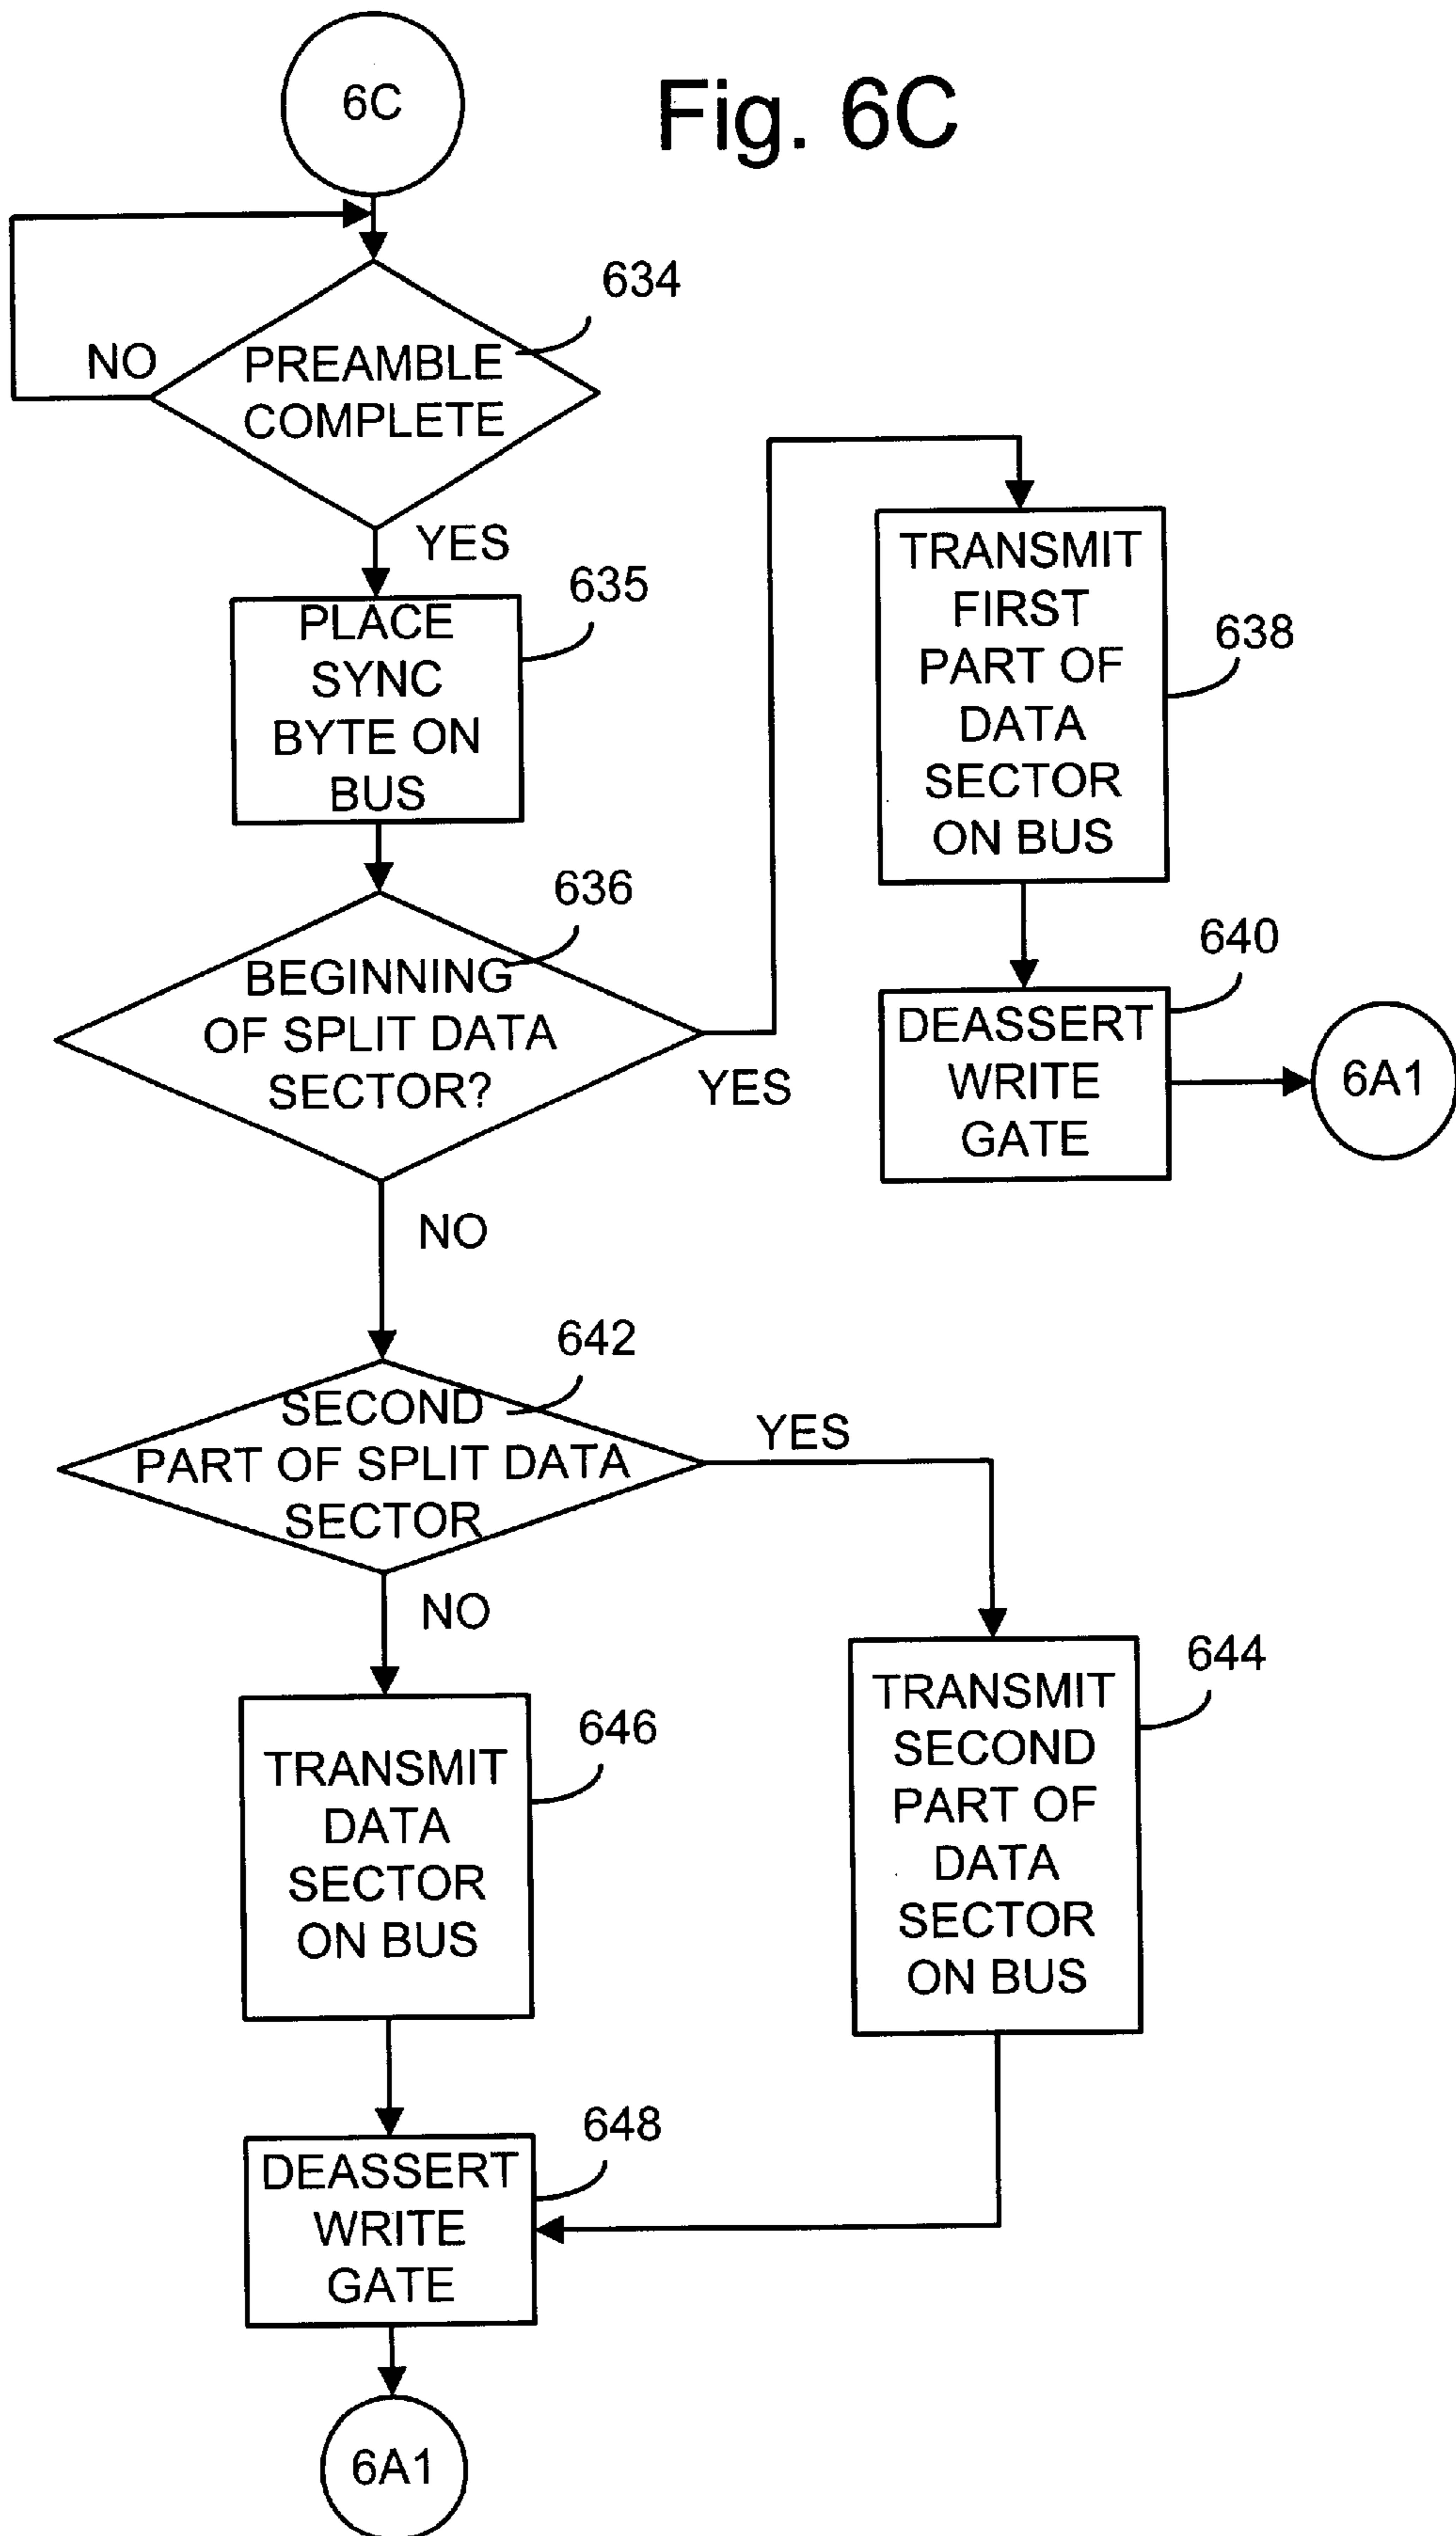 6C
Fig. 6C
634
NO
PREAMBLE
COMPLETE
YES
635
PLACE
SYNC
BYTE ON
BUS
636
BEGINNING
OF SPLIT DATA
SECTOR?
YES
TRANSMIT
FIRST
PART OF
DATA
SECTOR
ON BUS
638
640
DEASSERT
WRITE
GATE
6A1
NO
642
SECOND
PART OF SPLIT DATA
SECTOR
YES
NO
644
TRANSMIT
SECOND
PART OF
DATA
SECTOR
ON BUS
646
TRANSMIT
DATA
SECTOR
ON BUS
648
DEASSERT
WRITE
GATE
6A1